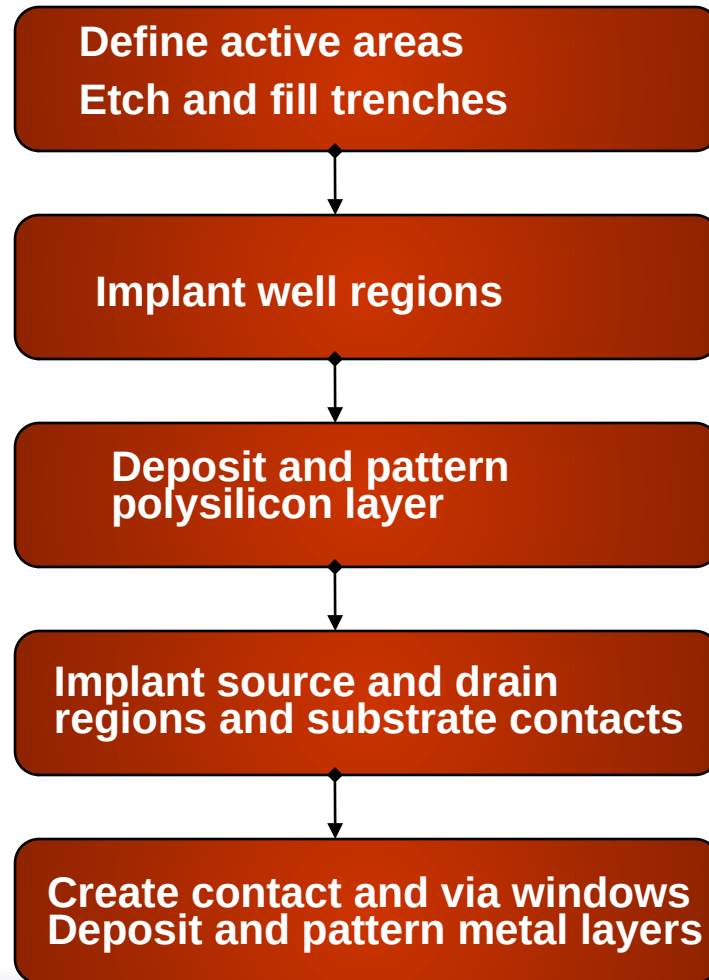 Define active areas
Etch and fill trenches
Implant well regions
Deposit and pattern
polysilicon layer
Implant source and drain
regions and substrate contacts
Create contact and via windows
Deposit and pattern metal layers